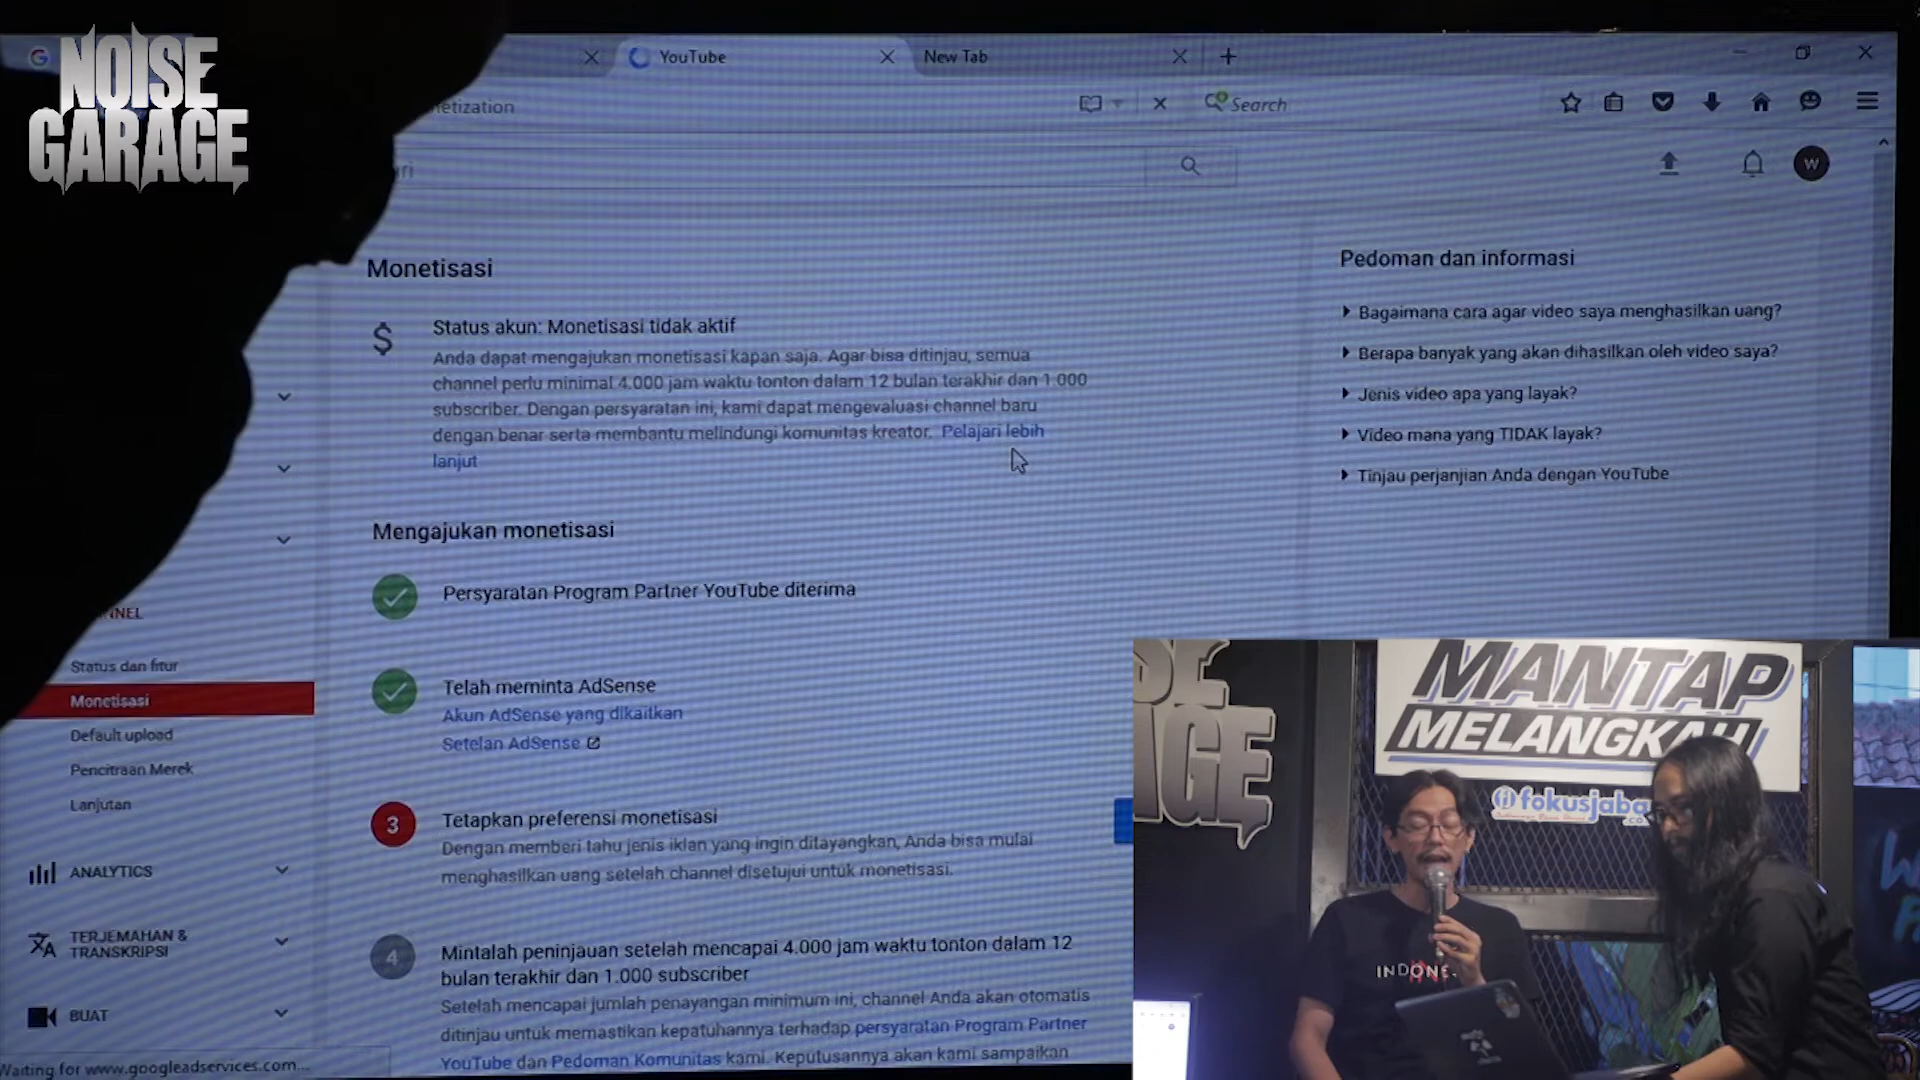 NOISE
GARAGE
YouTube
New Tab
etization
Search
ri
W
Monetisasi
Status akun: Monetisasi tidak aktif
Anda dapat mengajukan monetisasi kapan saja. Agar bisa ditinjau, semua
channel perlu minimal 4.000 jam waktu tonton dalam 12 bulan terakhir dan 1.000
subscriber. Dengan persyaratan ini, kami dapat mengevaluasi channel baru
dengan benar serta membantu melindungi komunitas kreator. Pelajari lebih
lanjut
Pedoman dan informasi
Bagaimana cara agar video saya menghasilkan uang?
Berapa banyak yang akan dihasilkan oleh video saya?
Jenis video apa yang layak?
Video mana yang TIDAK layak?
Tinjau perjanjian Anda dengan YouTube
Mengajukan monetisasi
Persyaratan Program Partner YouTube diterima
Telah meminta AdSense
Akun AdSense yang dikaitkan
Setelan AdSense
3
Tetapkan preferensi monetisasi
Dengan memberi tahu jenis iklan yang ingin ditayangkan, Anda bisa mulai
menghasilkan uang setelah channel disetujui untuk monetisasi.
4
Mintalah peninjauan setelah mencapai 4.000 jam waktu tonton dalam 12
bulan terakhir dan 1.000 subscriber
Setelah mencapai jumlah penayangan minimum ini, channel Anda akan otomatis
ditinjau untuk memastikan kepatuhannya terhadap persyaratan Program Partner
YouTube dan Pedoman Komunitas kami. Keputusannya akan kami sampaikan
NEL
Status dan fitur
Monetisasi
Default upload
Pencitraan Merek
Lanjutan
ANALYTICS
TERJEMAHAN &
TRANSKRIPSI
BUAT
Waiting for www.googleadservices.com...
MANTAP
MELANGKAH
fokusjaba
SE
AGE
INDONE